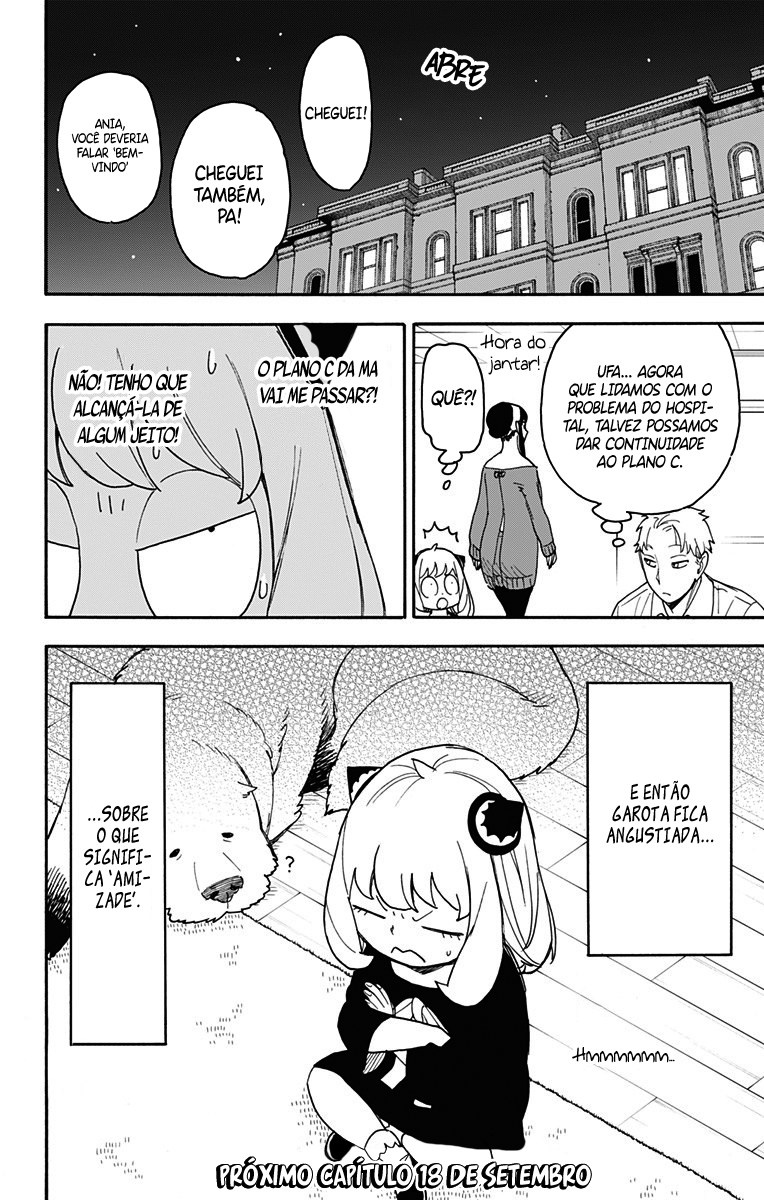 ABRE
CHEGUEI!
CHEGUEI
TAMBÉM,
PA!
ANIA,
VOCÊ DEVERIA
FALAR 'BEM-
VINDO'
UFA... AGORA
QUE LIDAMOS COM O
PROBLEMA DO HOSPI-
TAL, TALVEZ POSSAMOS
DAR CONTINUIDADE
AO PLANO C.
Hora do
jantar!
QUÊ?!
O PLANO C DA MA
VAI ME PASSAR?!
NÃO! TENHO QUE
ALCANÇÁ-LA DE
ALGUM JEITO!
E ENTÃO
GAROTA FICA
ANGUSTIADA...
...SOBRE
O QUE
SIGNIFI-
CA 'AMI-
ZADE'.
?
Hmmmmmm...
PRÓXIMO CAPÍTULO 18 DE SETEMBRO